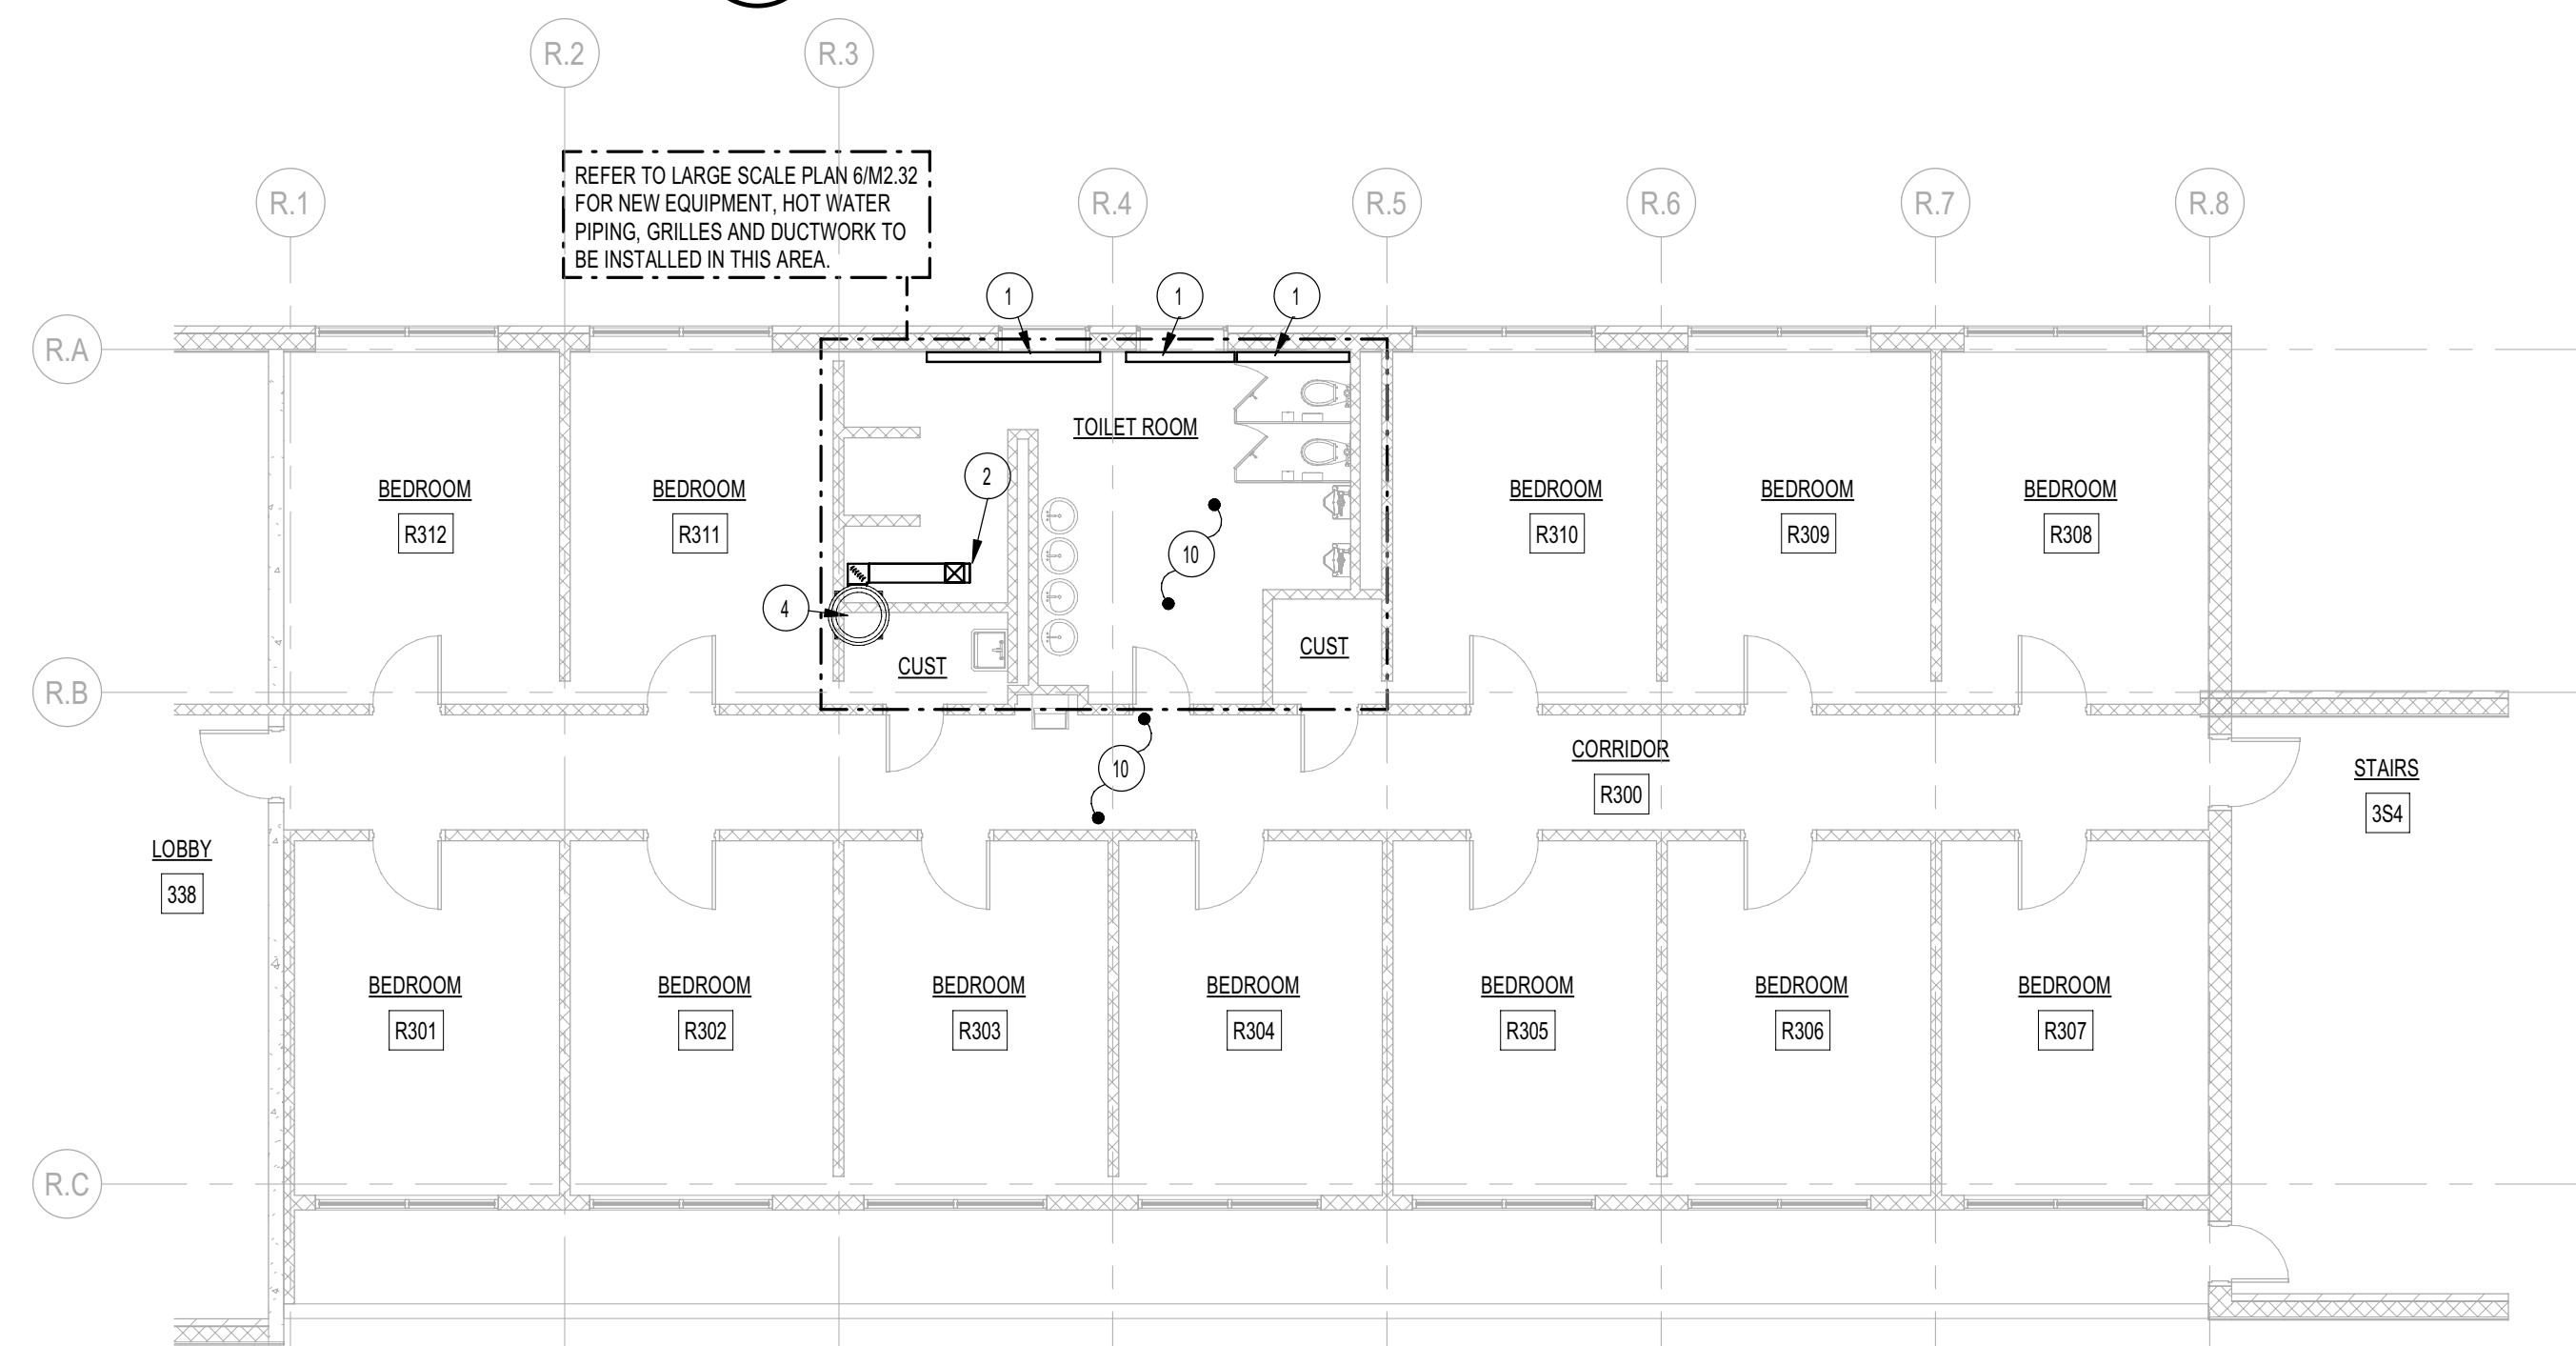 R.2
R.3
REFER TO LARGE SCALE PLAN 6/M2.32
FOR NEW EQUIPMENT, HOT WATER
PIPING, GRILLES AND DUCTWORK TO
BE INSTALLED IN THIS AREA.
R.1
R.4
R.5
R.6
R.7
R.8
1
1
1
R.A
TOILET ROOM
2
BEDROOM
R312
BEDROOM
R311
10
BEDROOM
R310
BEDROOM
R309
BEDROOM
R308
4
CUST
CUST
R.B
10
CORRIDOR
R300
STAIRS
3S4
LOBBY
338
BEDROOM
R301
BEDROOM
R302
BEDROOM
R303
BEDROOM
R304
BEDROOM
R305
BEDROOM
R306
BEDROOM
R307
R.C